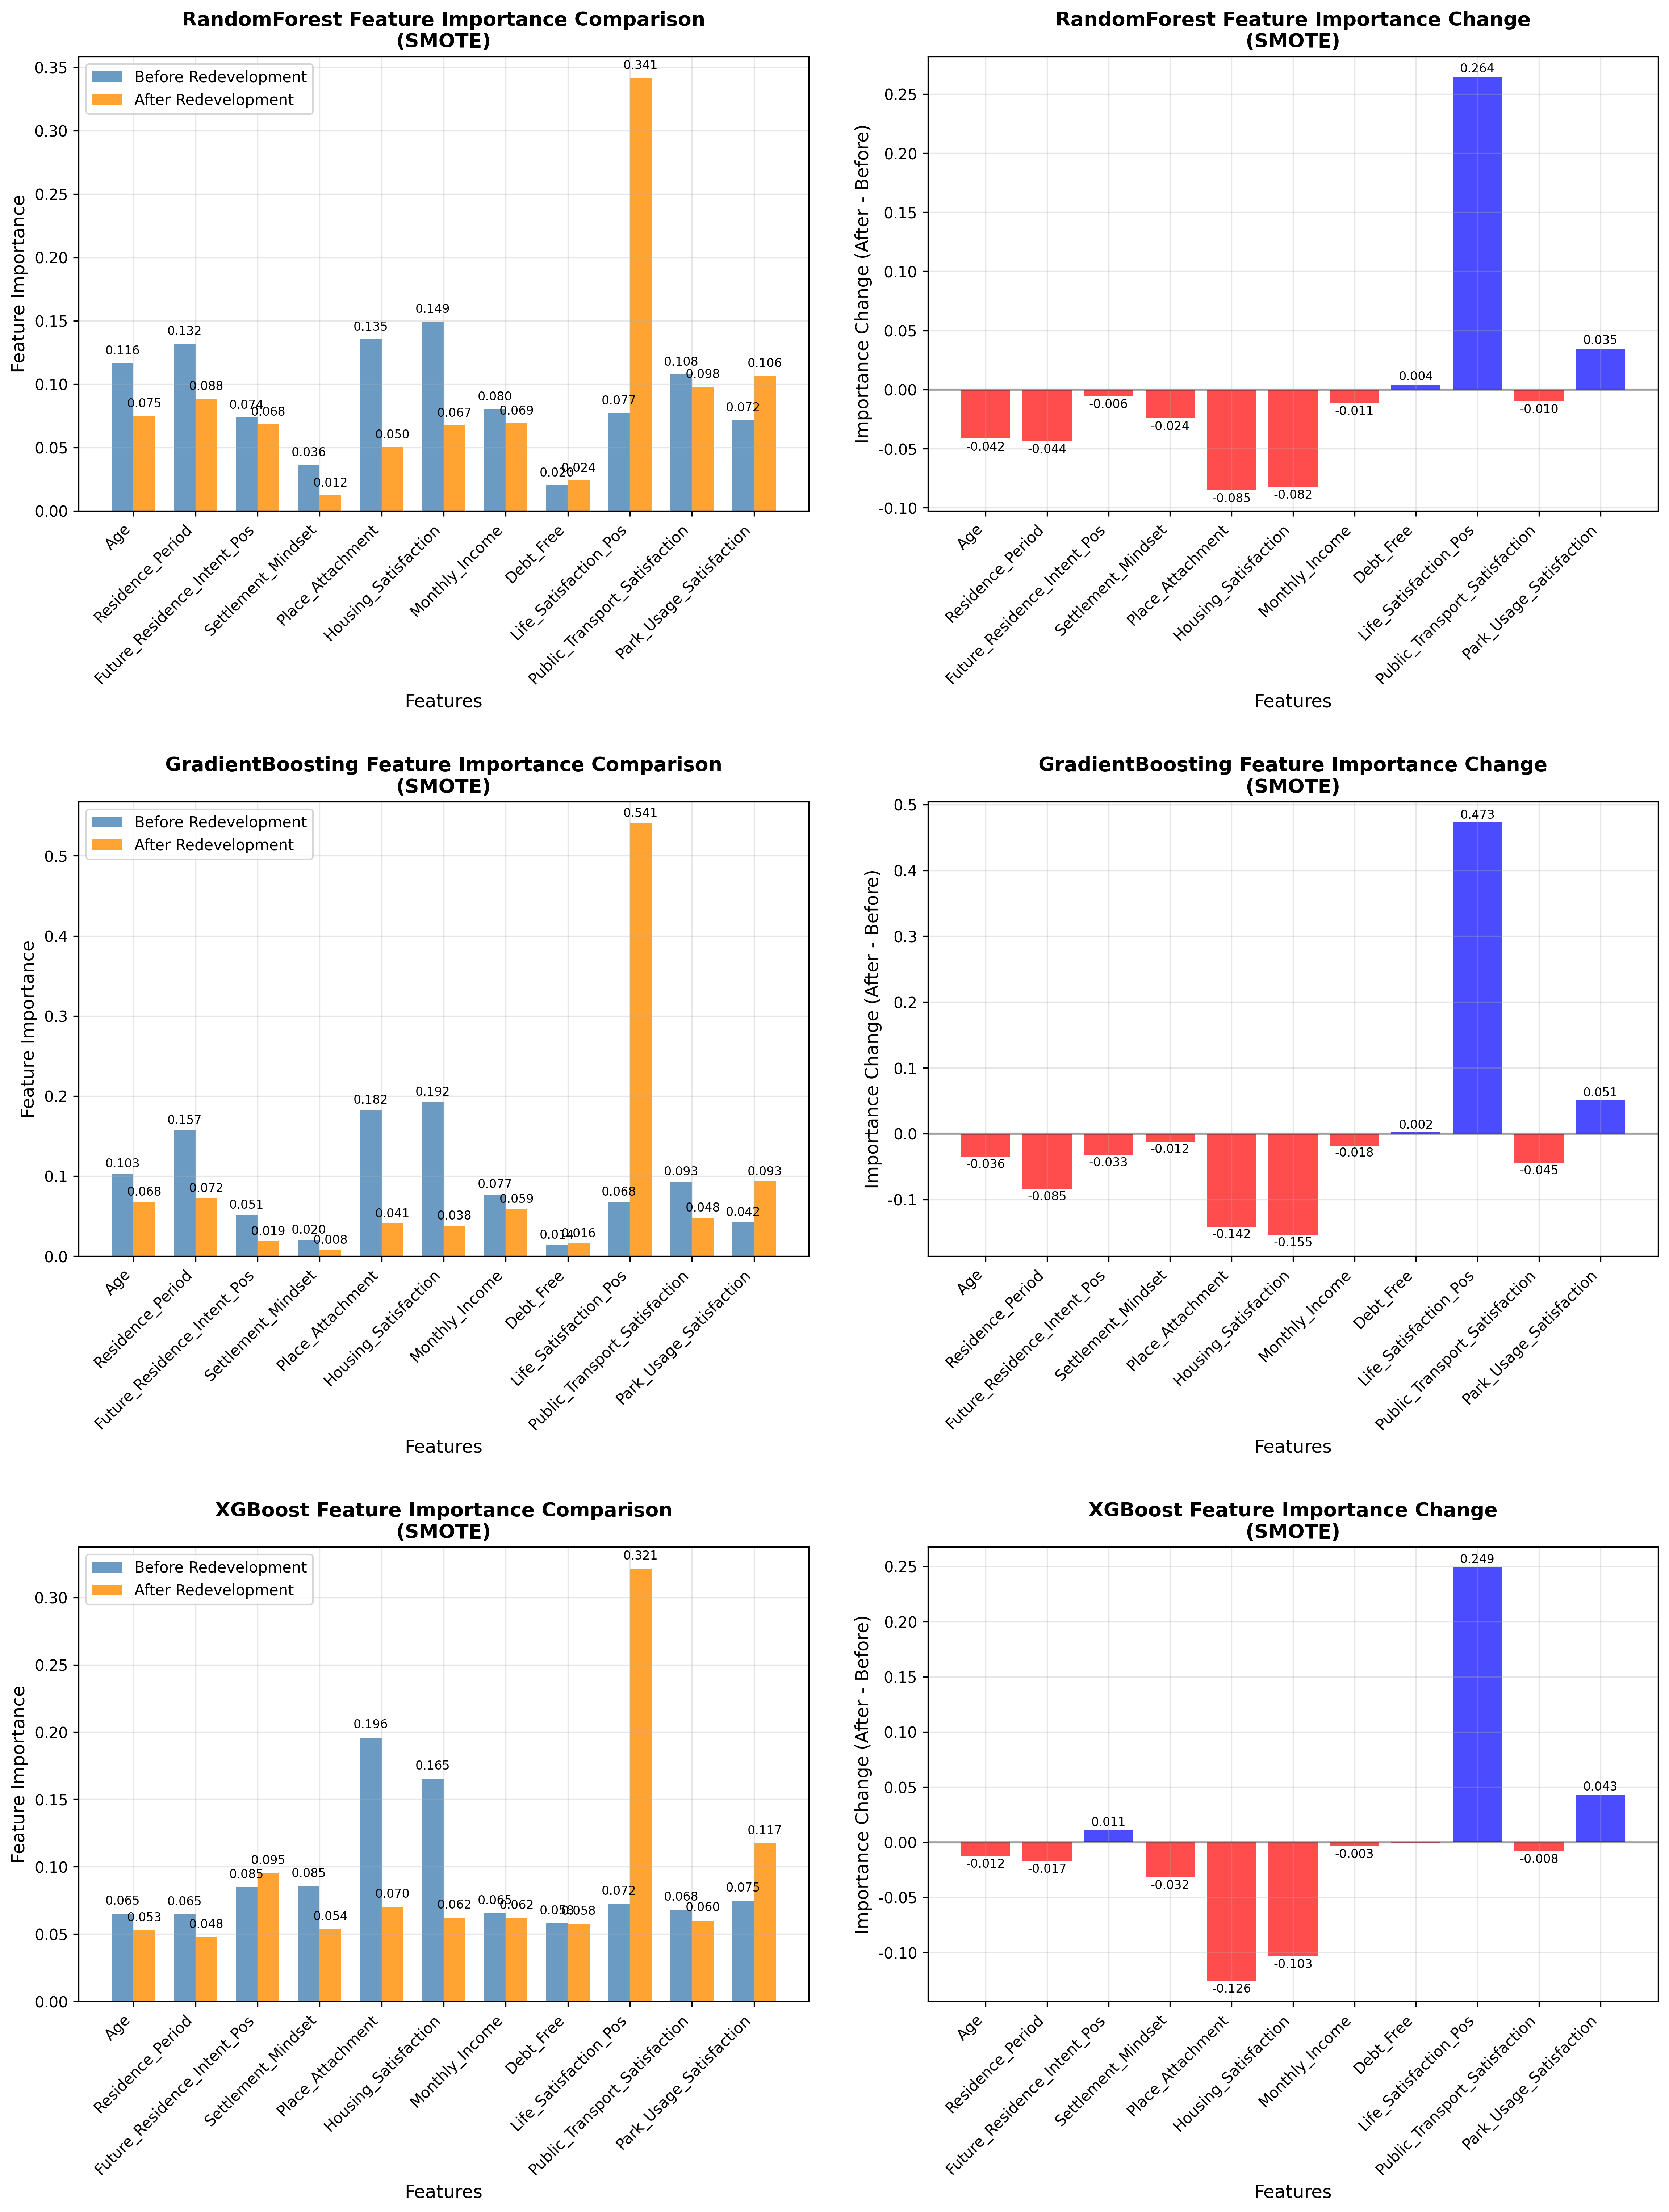 RandomForest Feature Importance Comparison
(SMOTE)
Before Redevelopment
After Redevelopment
Feature Importance
0.35
0.30
0.25
0.20
0.15
0.10
0.05
0.00
0.116
0.075
0.132
0.088
0.074
0.068
0.036
0.012
0.135
0.050
0.149
0.067
0.080
0.069
0.020
0.024
0.077
0.341
0.108
0.098
0.072
0.106
Age
Residence_Period
Future_Residence_Intent_Pos
Settlement_Mindset
Place_Attachment
Housing_Satisfaction
Monthly_Income
Debt_Free
Life_Satisfaction_Pos
Public_Transport_Satisfaction
Park_Usage_Satisfaction
Features
RandomForest Feature Importance Change
(SMOTE)
Importance Change (After - Before)
0.25
0.20
0.15
0.10
0.05
0.00
-0.05
-0.10
-0.042
-0.044
-0.006
-0.024
-0.085
-0.082
-0.011
0.004
0.264
-0.010
0.035
Age
Residence_Period
Future_Residence_Intent_Pos
Settlement_Mindset
Place_Attachment
Housing_Satisfaction
Monthly_Income
Debt_Free
Life_Satisfaction_Pos
Public_Transport_Satisfaction
Park_Usage_Satisfaction
Features
GradientBoosting Feature Importance Comparison
(SMOTE)
Before Redevelopment
After Redevelopment
Feature Importance
0.5
0.4
0.3
0.2
0.1
0.0
0.103
0.068
0.157
0.072
0.051
0.019
0.020
0.008
0.182
0.041
0.192
0.038
0.077
0.059
0.014
0.016
0.068
0.541
0.093
0.048
0.042
0.093
Age
Residence_Period
Future_Residence_Intent_Pos
Settlement_Mindset
Place_Attachment
Housing_Satisfaction
Monthly_Income
Debt_Free
Life_Satisfaction_Pos
Public_Transport_Satisfaction
Park_Usage_Satisfaction
Features
GradientBoosting Feature Importance Change
(SMOTE)
Importance Change (After - Before)
0.5
0.4
0.3
0.2
0.1
0.0
-0.1
-0.036
-0.085
-0.033
-0.012
-0.142
-0.155
-0.018
0.002
0.473
-0.045
0.051
Age
Residence_Period
Future_Residence_Intent_Pos
Settlement_Mindset
Place_Attachment
Housing_Satisfaction
Monthly_Income
Debt_Free
Life_Satisfaction_Pos
Public_Transport_Satisfaction
Park_Usage_Satisfaction
Features
XGBoost Feature Importance Comparison
(SMOTE)
Before Redevelopment
After Redevelopment
Feature Importance
0.30
0.25
0.20
0.15
0.10
0.05
0.00
0.065
0.053
0.065
0.048
0.085
0.095
0.085
0.054
0.196
0.070
0.165
0.062
0.065
0.062
0.058
0.058
0.072
0.321
0.068
0.060
0.075
0.117
Age
Residence_Period
Future_Residence_Intent_Pos
Settlement_Mindset
Place_Attachment
Housing_Satisfaction
Monthly_Income
Debt_Free
Life_Satisfaction_Pos
Public_Transport_Satisfaction
Park_Usage_Satisfaction
Features
XGBoost Feature Importance Change
(SMOTE)
Importance Change (After - Before)
0.25
0.20
0.15
0.10
0.05
0.00
-0.05
-0.10
-0.012
-0.017
0.011
-0.032
-0.126
-0.103
-0.003
0.249
-0.008
0.043
Age
Residence_Period
Future_Residence_Intent_Pos
Settlement_Mindset
Place_Attachment
Housing_Satisfaction
Monthly_Income
Debt_Free
Life_Satisfaction_Pos
Public_Transport_Satisfaction
Park_Usage_Satisfaction
Features